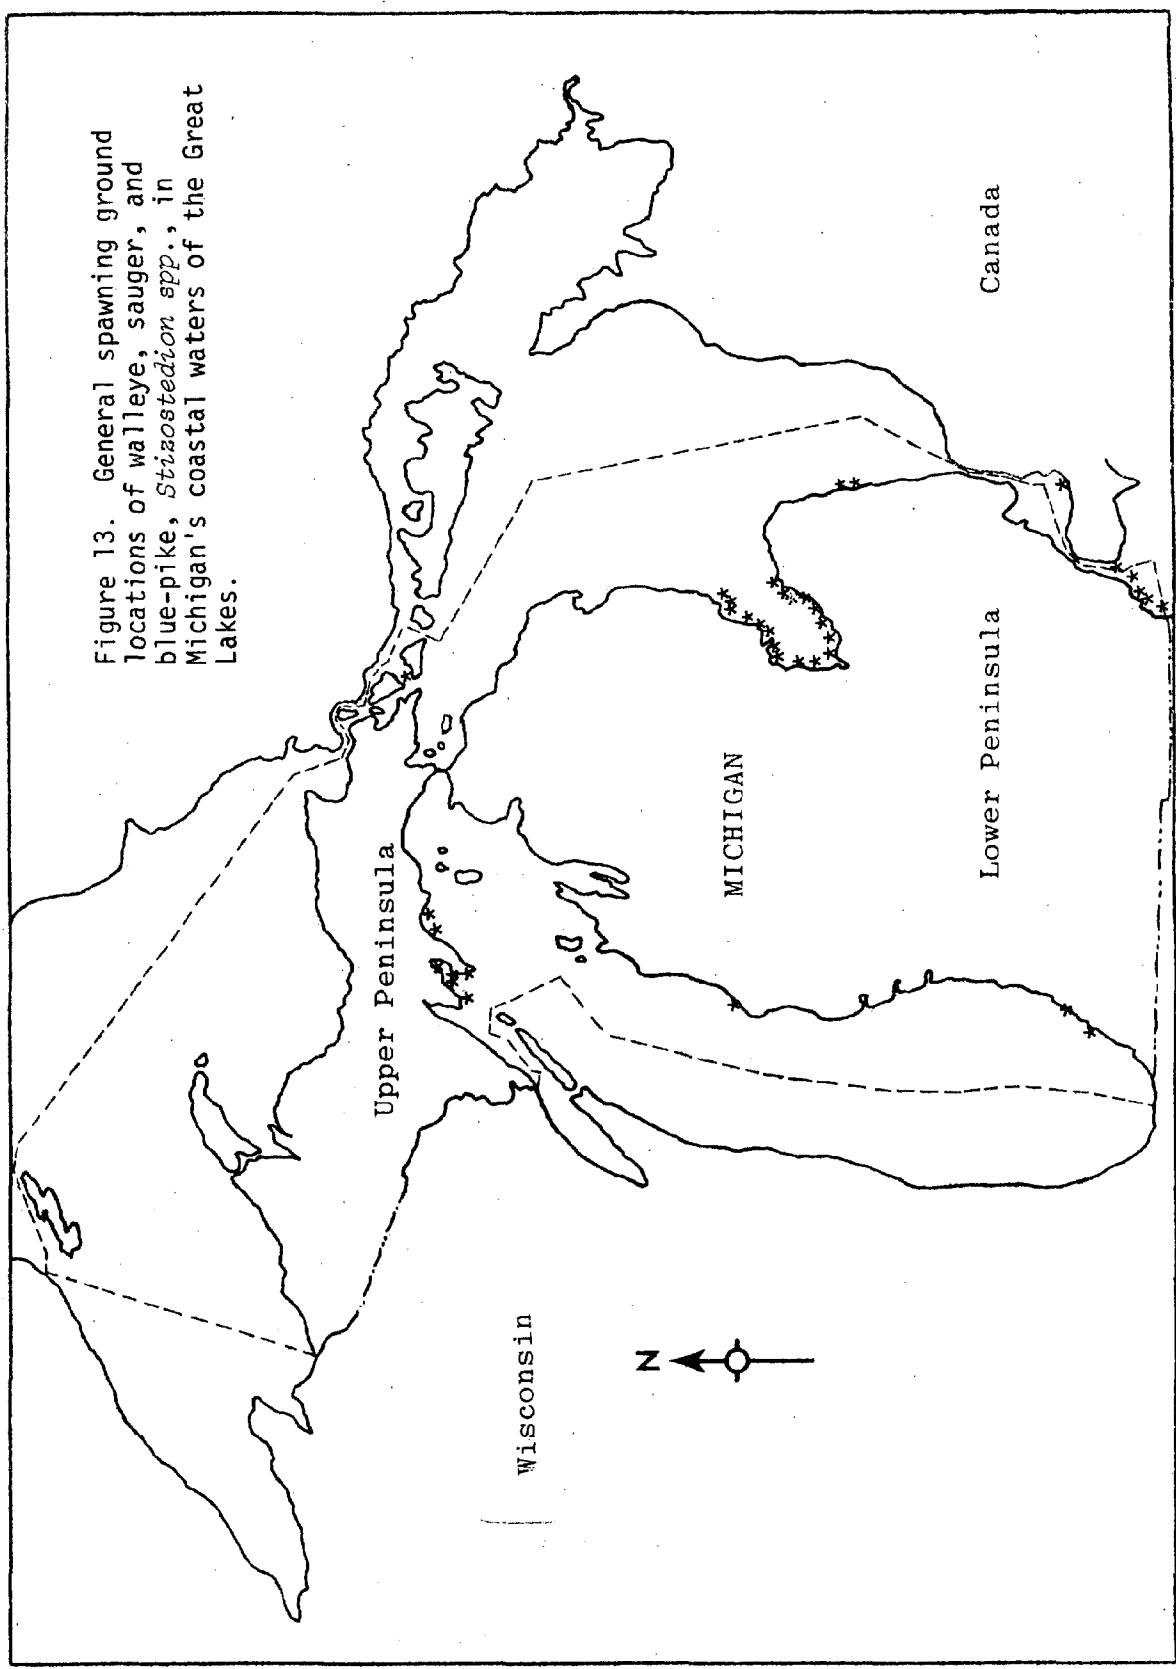 Figure 13. General spawning ground
locations of walleye, sauger, and
blue-pike, Stizostedion spp., in
Michigan's coastal waters of the Great
Lakes.
Canada
Upper Peninsula
MICHIGAN
Lower Peninsula
Wisconsin
N